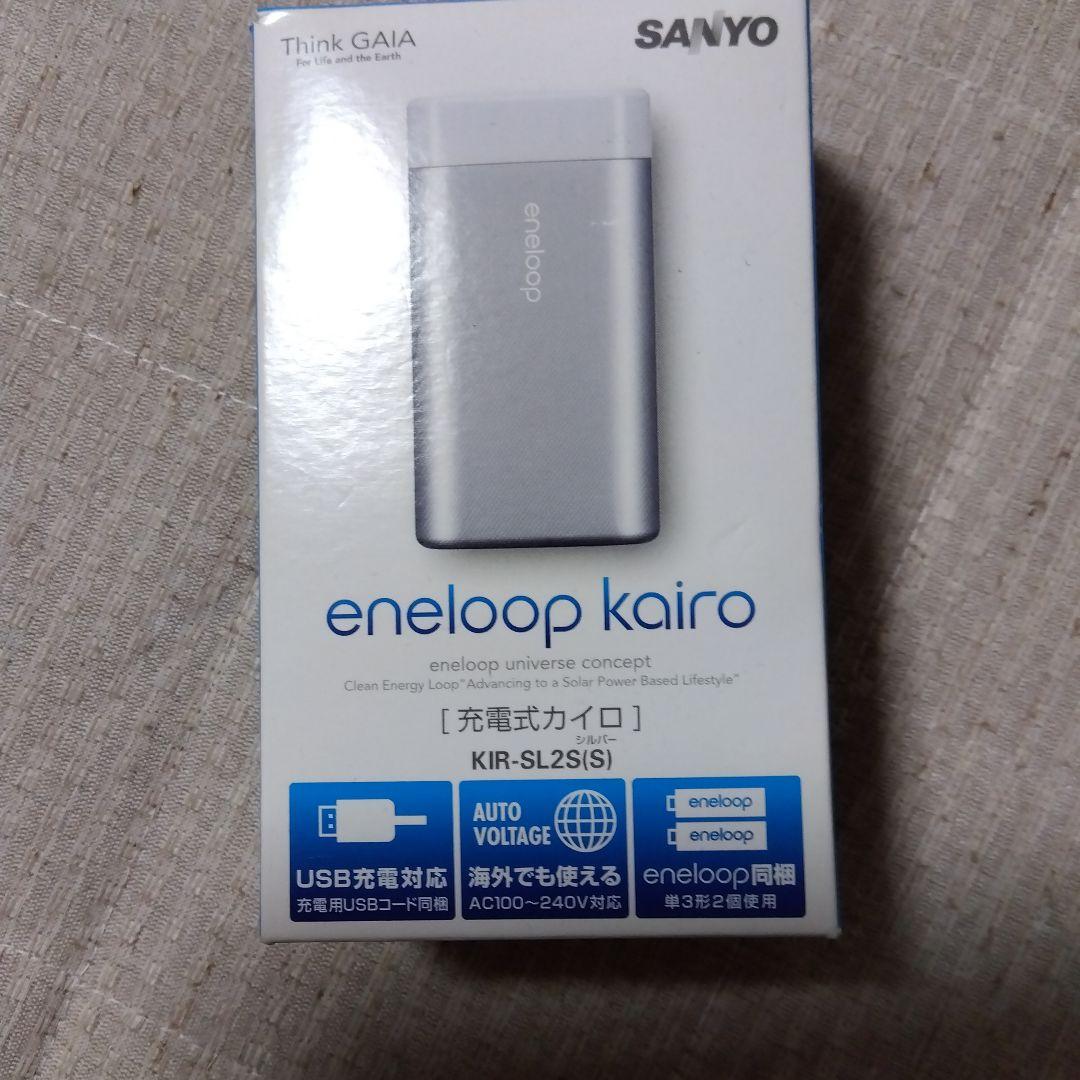 Think GAIA
For Life and the Earth
SANYO
eneloop
eneloop kairo
eneloop universe concept
Clean Energy Loop"Advancing to a Solar Power Based Lifestyle"
[ 充電式カイロ ]
シルバー
KIR-SL2S(S)
USB充電対応
充電用USBコード同梱
AUTO
VOLTAGE
海外でも使える
AC100～240V対応
eneloop
eneloop
eneloop同梱
単3形2個使用